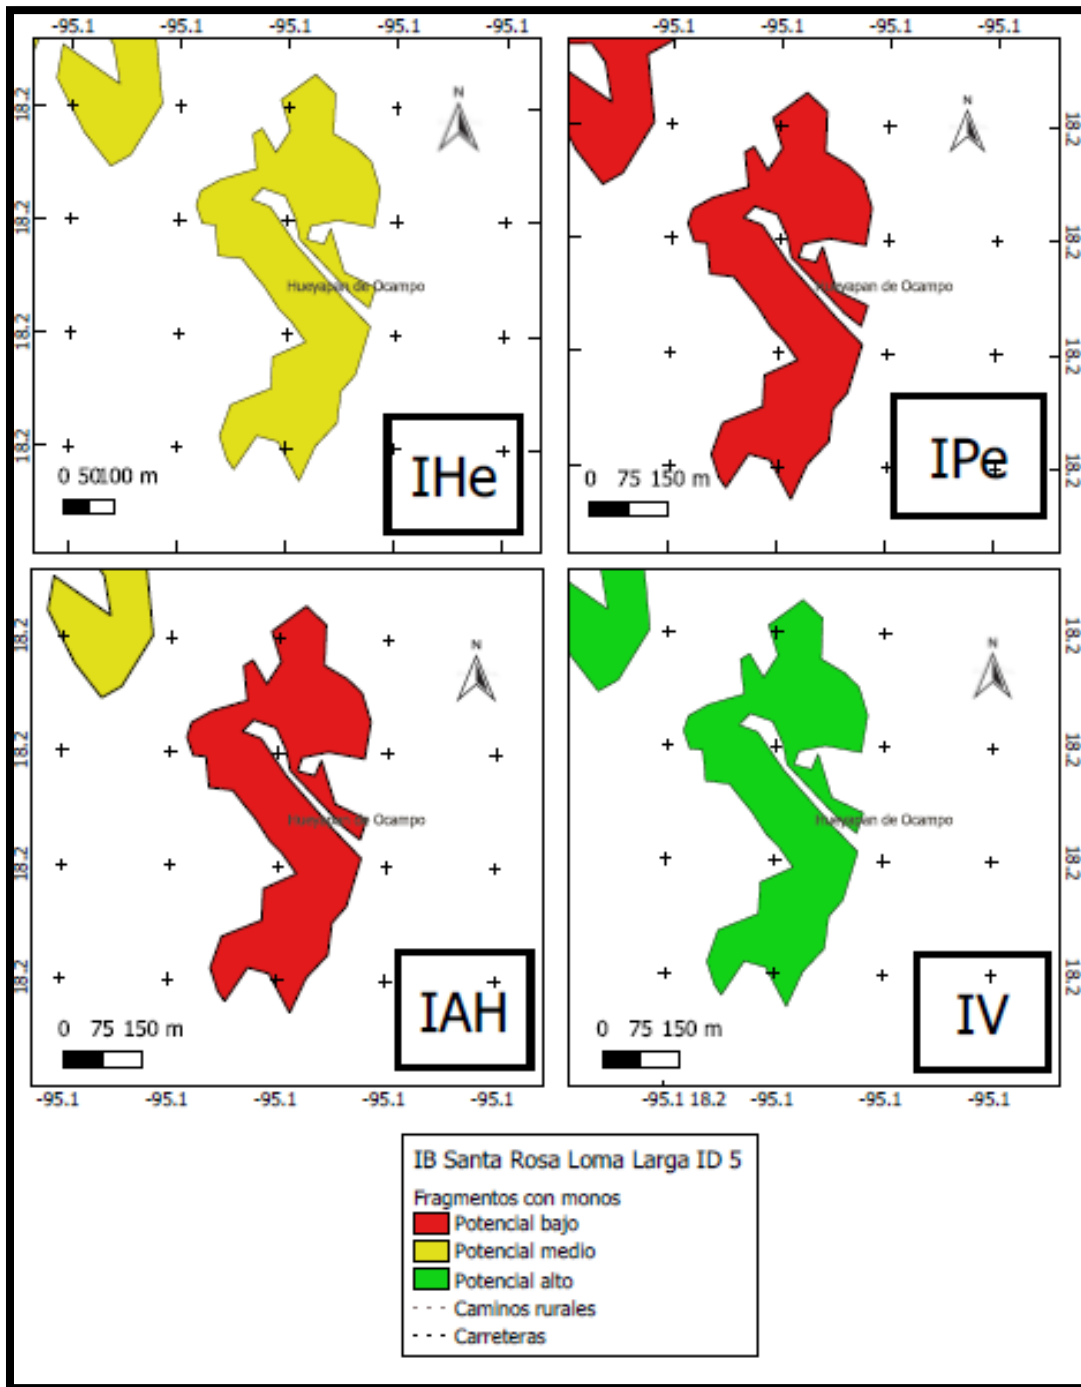 -95.1 -95.1 -95.1 -95.1 -95.1
-95.1 -95.1 -95.1 -95.1
18.2
18.2
18.2
18.2
N
Hueyapan de Ocampo
0 50100 m
IHe
N
Hueyapan de Ocampo
0 75 150 m
IPe
18.2
18.2
18.2
18.2
18.2
18.2
18.2
18.2
N
Hueyapan de Ocampo
0 75 150 m
IAH
N
Hueyapan de Ocampo
0 75 150 m
IV
18.2
18.2
18.2
18.2
-95.1 -95.1 -95.1 -95.1 -95.1
-95.1 18.2 -95.1 -95.1 -95.1
IB Santa Rosa Loma Larga ID 5
Fragmentos con monos
Potencial bajo
Potencial medio
Potencial alto
Caminos rurales
Carreteras